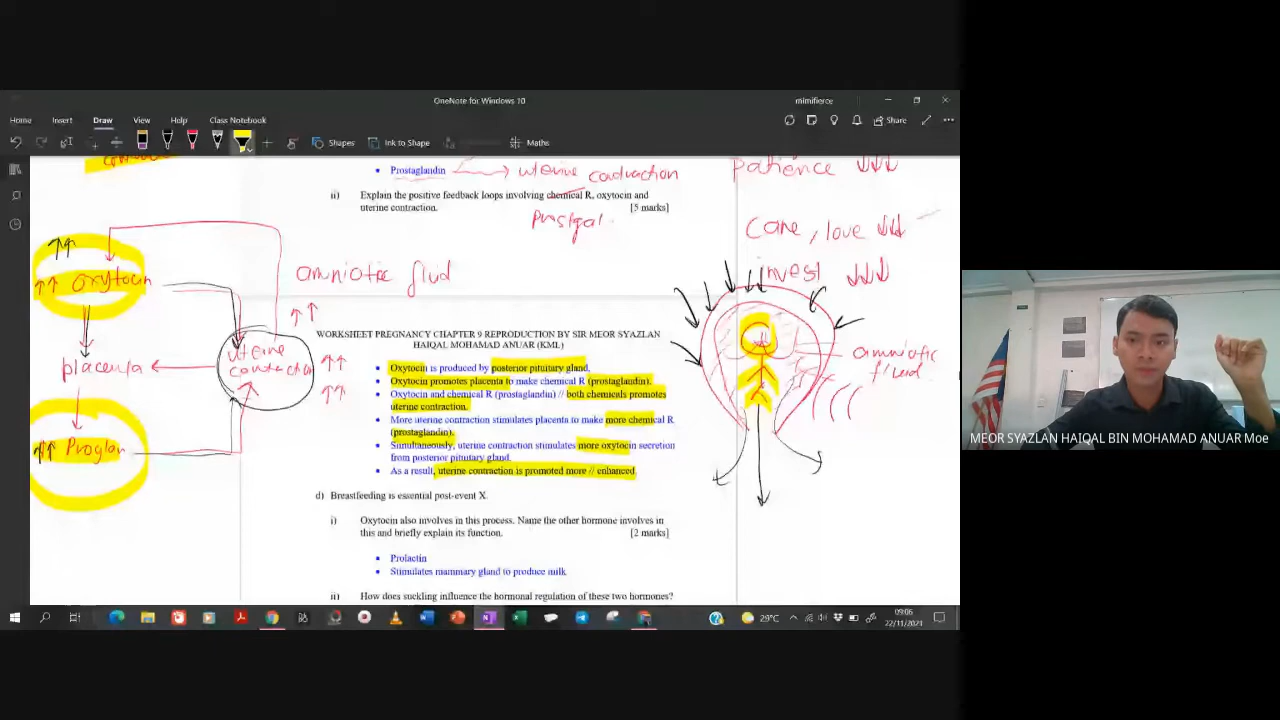 OneNote for Windows 10
mimifierce
Home Insert Draw View Help Class Notebook
Share
Shapes Ink to Shape Maths
Prostaglandin
uterine contraction
patience ↓↓↓
ii) Explain the positive feedback loops involving chemical R, oxytocin and
uterine contraction. [5 marks]
care, love ↓↓↓
invest ↓↓↓
↑↑
↑↑ oxytocin
amniotic fluid
↑↑
WORKSHEET PREGNANCY CHAPTER 9 REPRODUCTION BY SIR MEOR SYAZLAN
HAIQAL MOHAMAD ANUAR (KML)
placenta
uterine
contraction
↑↑
↑↑
↑
amniotic
fluid
• Oxytocin is produced by posterior pituitary gland.
• Oxytocin promotes placenta to make chemical R (prostaglandin).
• Oxytocin and chemical R (prostaglandin) // both chemicals promotes
uterine contraction.
• More uterine contraction stimulates placenta to make more chemical R
(prostaglandin).
• Simultaneously, uterine contraction stimulates more oxytocin secretion
from posterior pituitary gland.
• As a result, uterine contraction is promoted more // enhanced.
↑↑ Proglan
MEOR SYAZLAN HAIQAL BIN MOHAMAD ANUAR Moe
d) Breastfeeding is essential post-event X.
i) Oxytocin also involves in this process. Name the other hormone involves in
this and briefly explain its function. [2 marks]
• Prolactin
• Stimulates mammary gland to produce milk
ii) How does suckling influence the hormonal regulation of these two hormones?
29°C
09:06
22/11/2021